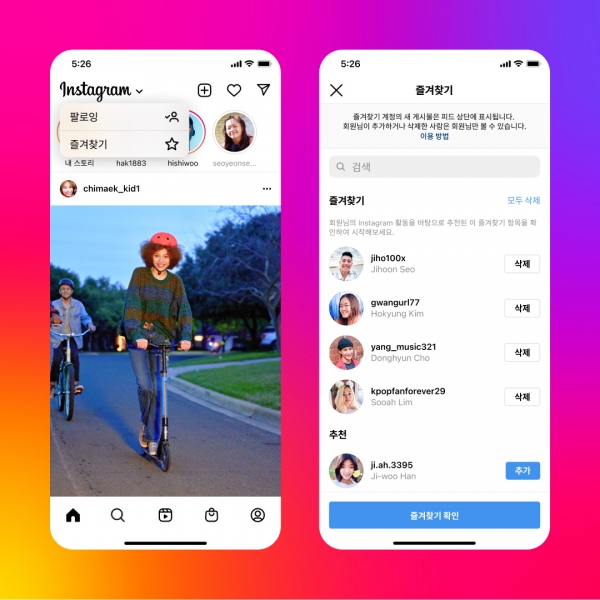 5:26
Instagram
팔로잉
즐겨찾기
내 스토리
hak1883
hishiwoo
seoyeonse...
chimaek_kid1
5:26
즐겨찾기
즐겨찾기 계정의 새 게시물은 피드 상단에 표시됩니다.
회원님이 추가하거나 삭제한 사람은 회원님만 볼 수 있습니다.
이용 방법
검색
즐겨찾기
모두 삭제
회원님의 Instagram 활동을 바탕으로 추천된 이 즐겨찾기 항목을 확
인하여 시작해보세요.
jiho100x
Jihoon Seo
삭제
gwangurl77
Hokyung Kim
삭제
yang_music321
Donghyun Cho
삭제
kpopfanforever29
Sooah Lim
삭제
추천
ji.ah.3395
Ji-woo Han
추가
즐겨찾기 확인